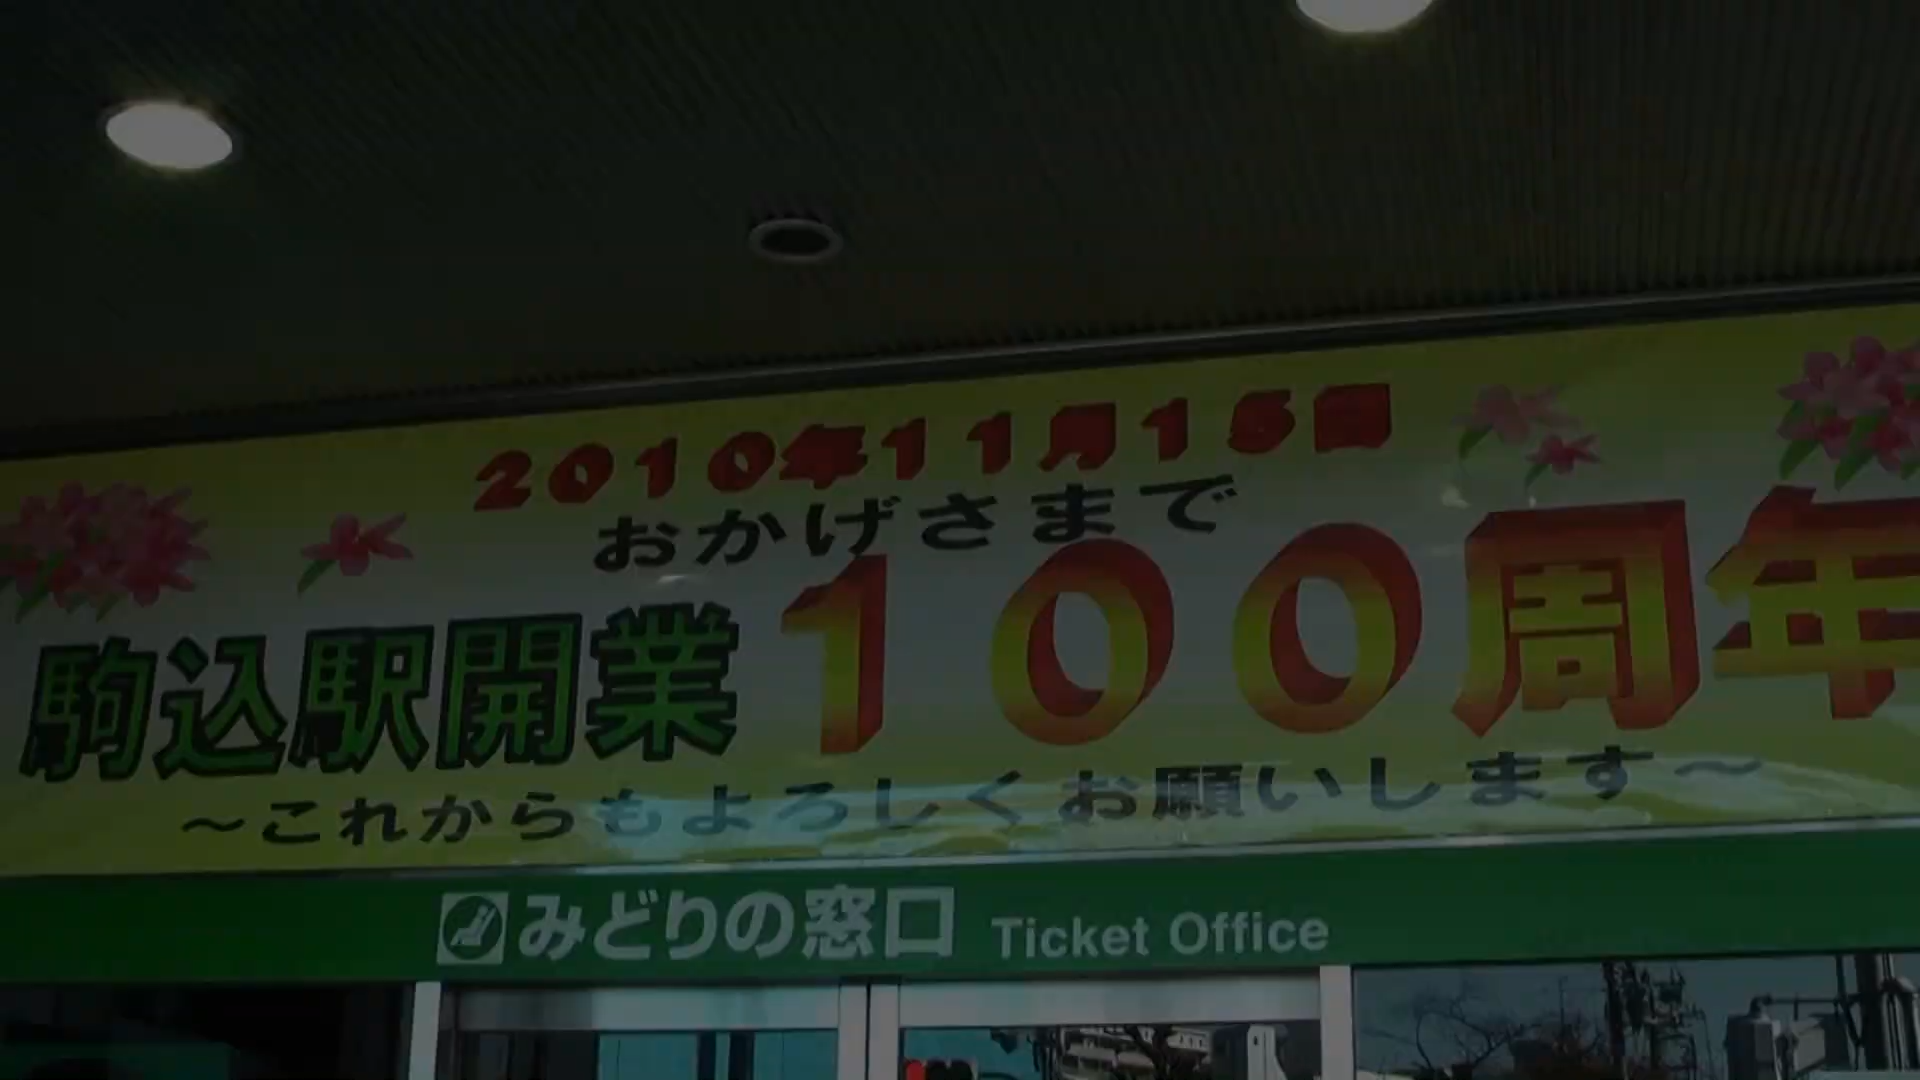 2010年11月15日
おかげさまで
駒込駅開業100周年
～これからもよろしくお願いします～
みどりの窓口 Ticket Office